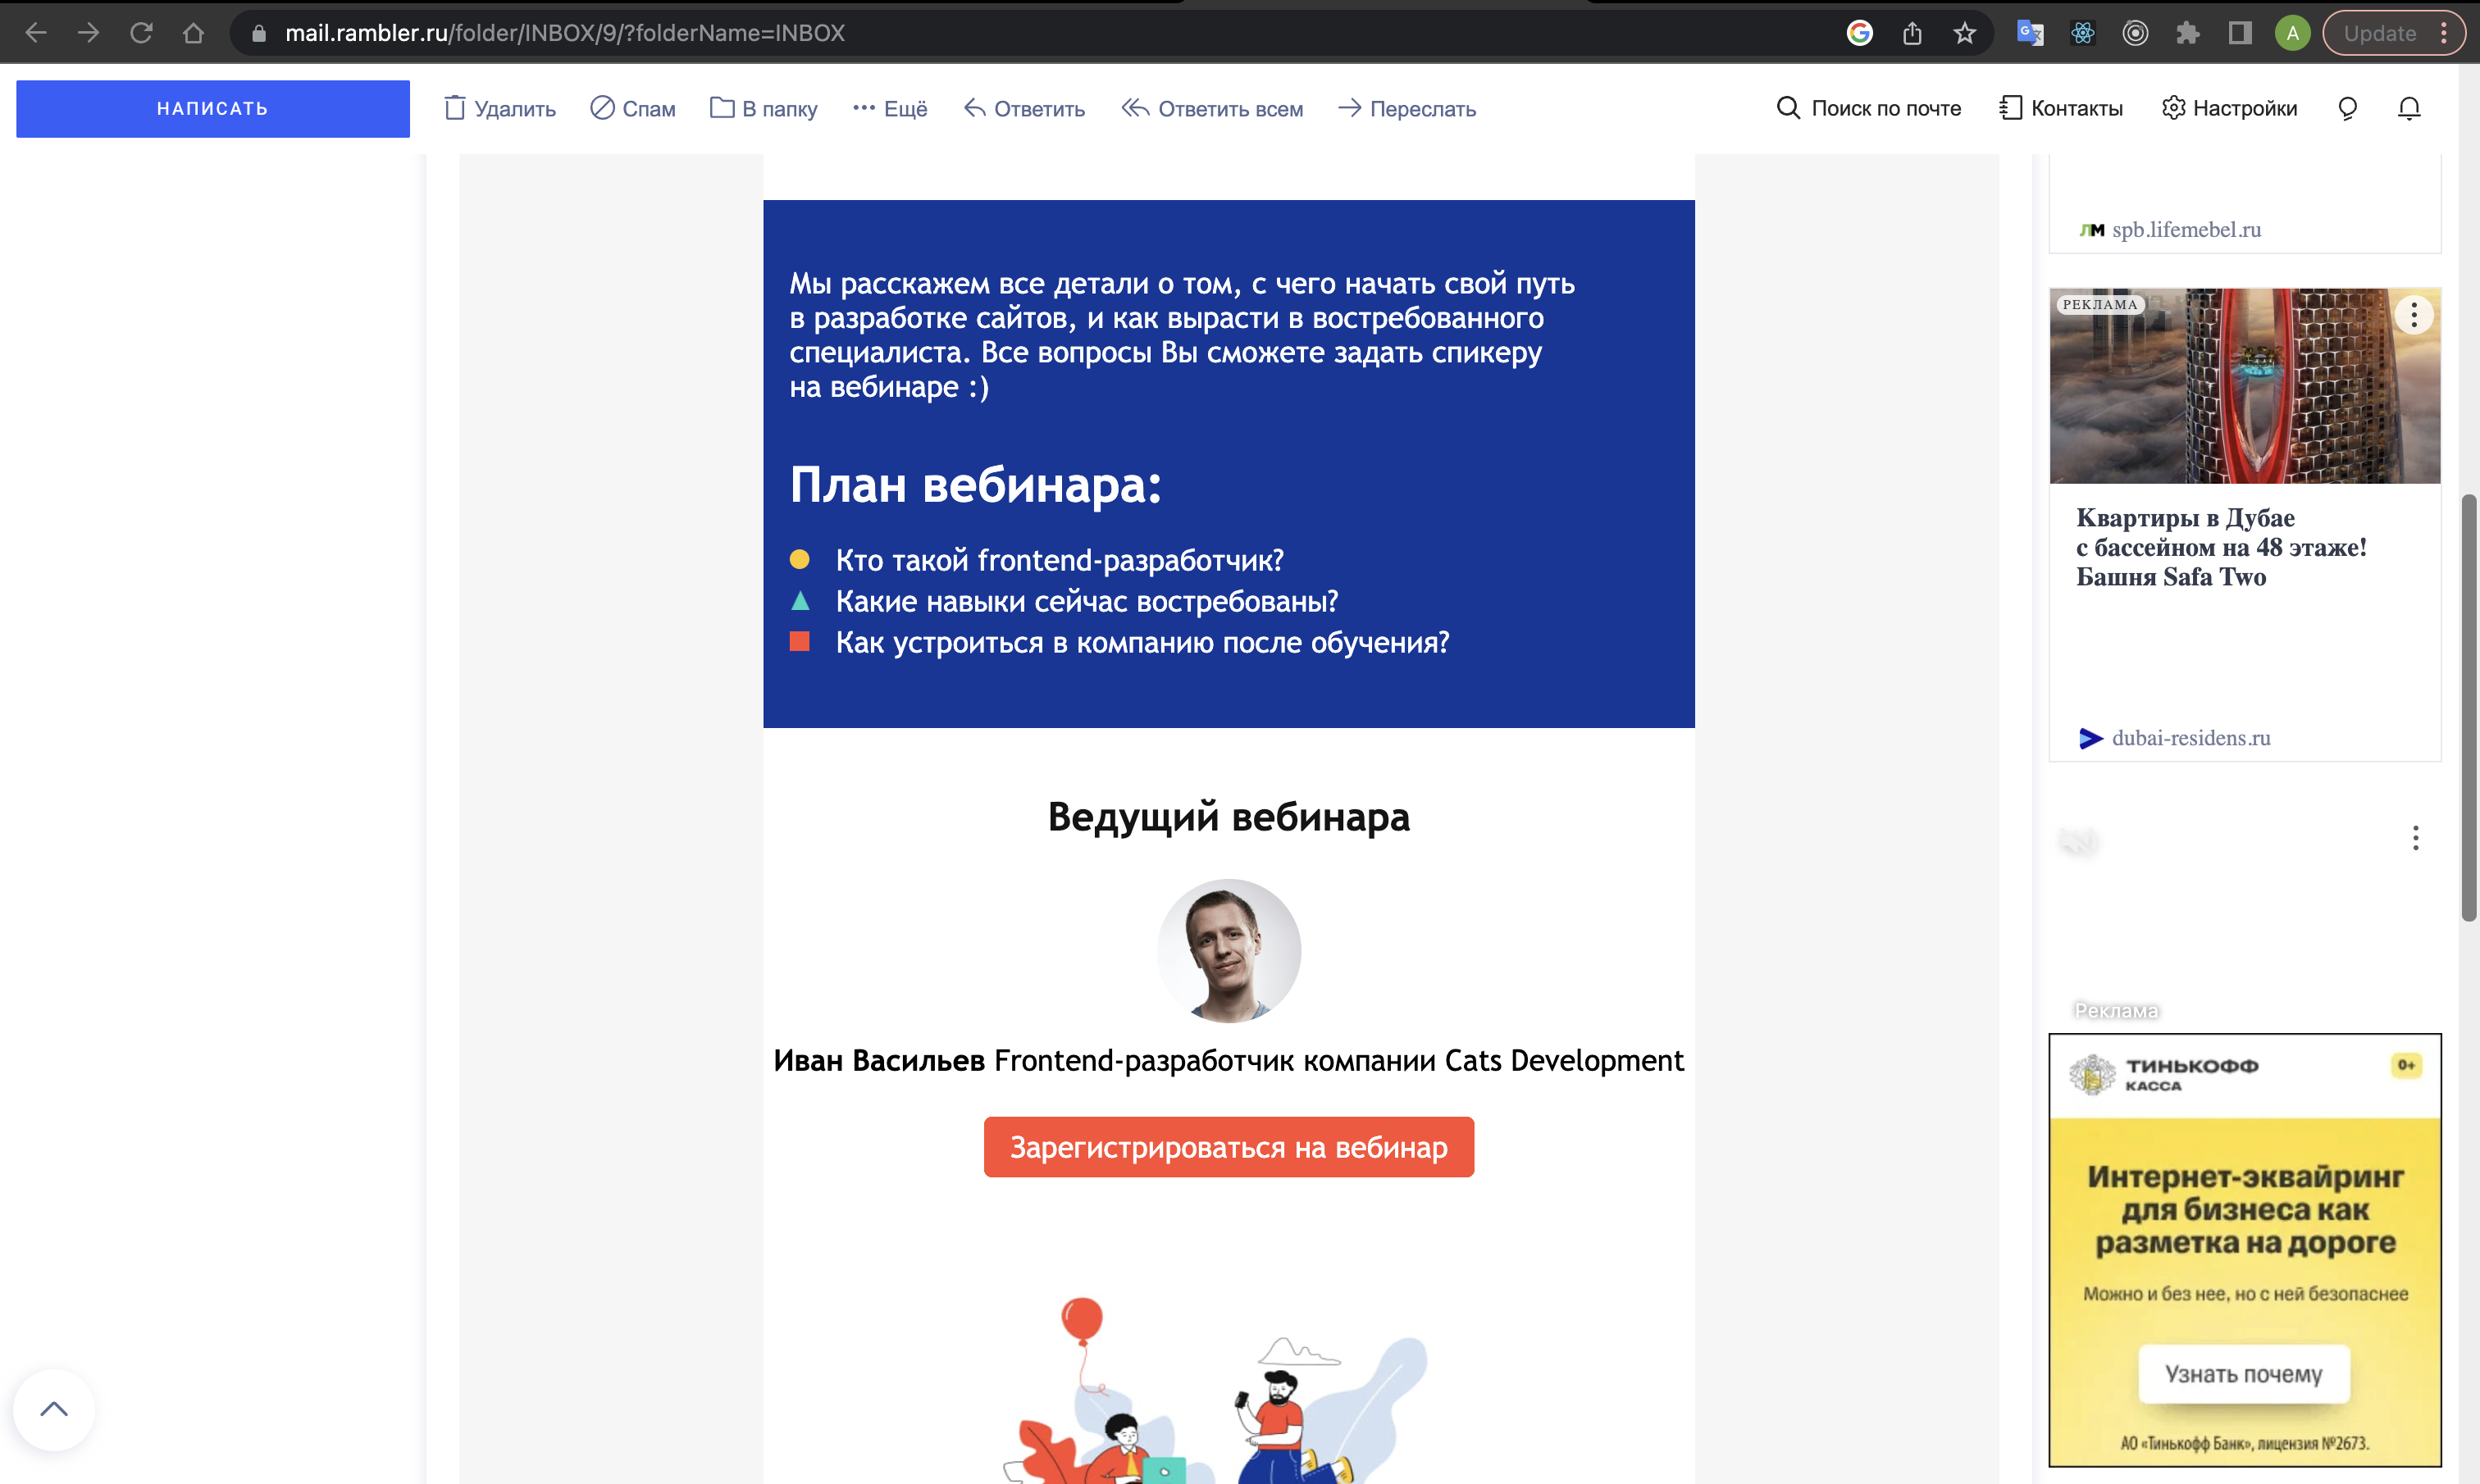 mail.rambler.ru/folder/INBOX/9/?folderName=INBOX
A
Update
НАПИСАТЬ
Удалить
Спам
В папку
Ещё
Ответить
Ответить всем
Переслать
Поиск по почте
Контакты
Настройки
Мы расскажем все детали о том, с чего начать свой путь
в разработке сайтов, и как вырасти в востребованного
специалиста. Все вопросы Вы сможете задать спикеру
на вебинаре :)
План вебинара:
Кто такой frontend-разработчик?
Какие навыки сейчас востребованы?
Как устроиться в компанию после обучения?
Ведущий вебинара
Иван Васильев Frontend-разработчик компании Cats Development
Зарегистрироваться на вебинар
ЛМ spb.lifemebel.ru
РЕКЛАМА
Квартиры в Дубае
с бассейном на 48 этаже!
Башня Safa Two
dubai-residens.ru
Реклама
ТИНЬКОФФ
КАССА
0+
Интернет-эквайринг
для бизнеса как
разметка на дороге
Можно и без нее, но с ней безопаснее
Узнать почему
АО «Тинькофф Банк», лицензия №2673.